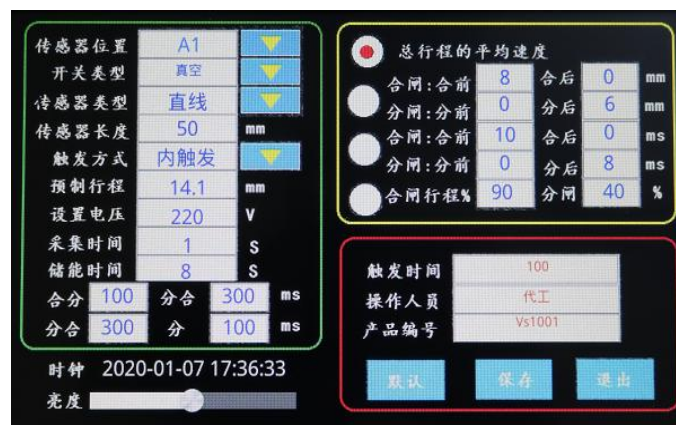 传感器位置 A1
开关类型 真空
传感器类型 直线
传感器长度 50 mm
触发方式 内触发
预制行程 14.1 mm
设置电压 220 V
采集时间 1 S
储能时间 8 S
合分 100 分合 300 ms
分合 300 分 100 ms
时钟 2020-01-07 17:36:33
亮度
总行程的平均速度
合闸:合前 8 合后 0 mm
分闸:分前 0 分后 6 mm
合闸:合前 10 合后 0 ms
分闸:分前 0 分后 8 ms
合闸行程% 90 分闸 40 %
触发时间 100
操作人员 代工
产品编号 Vs1001
默认 保存 退出